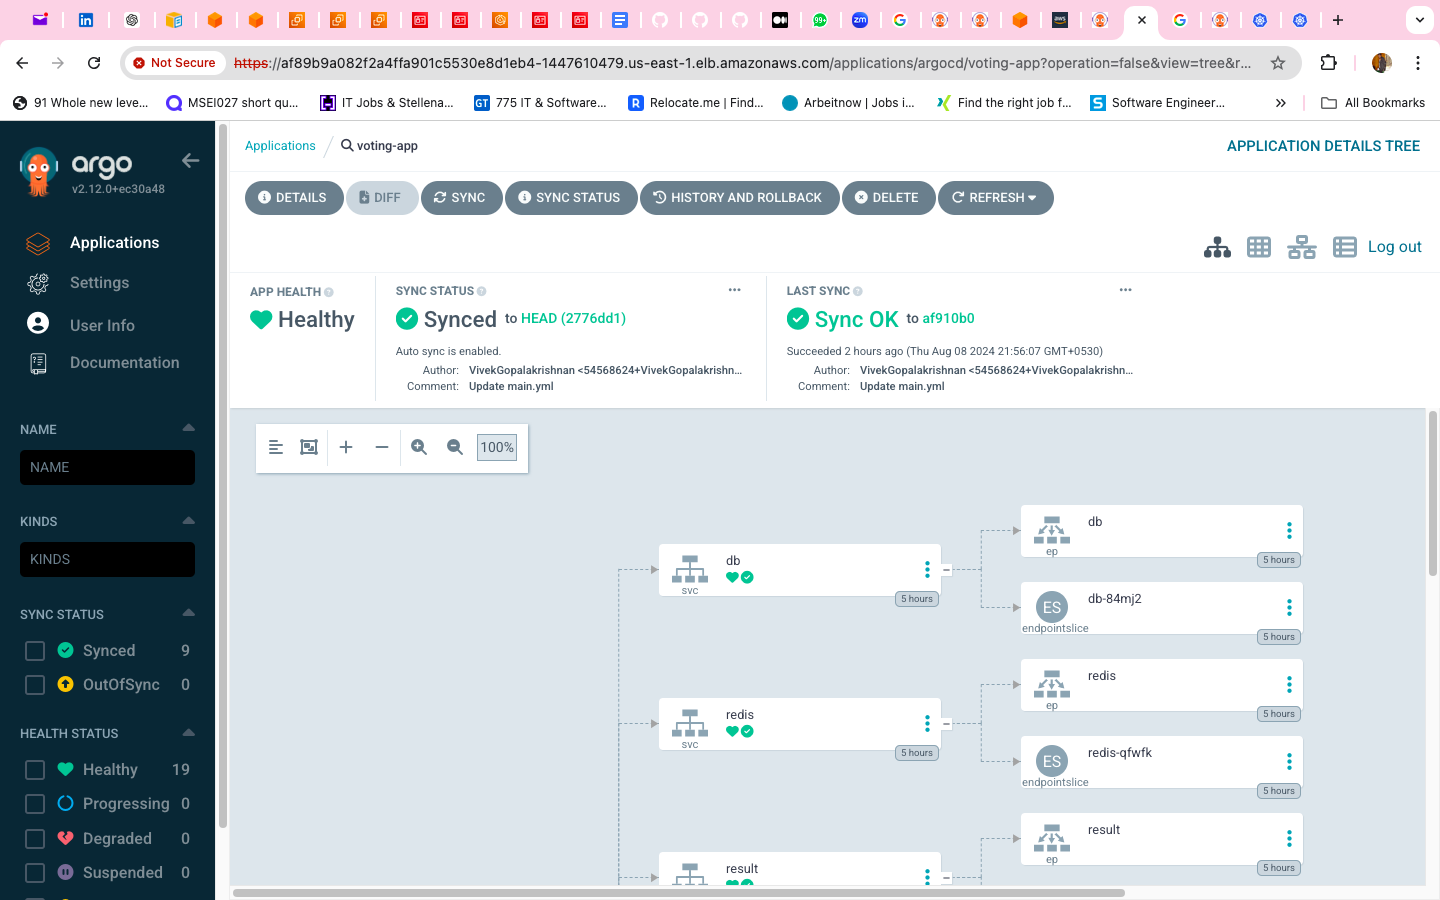 99+
zm
aws
Not Secure
https://af89b9a082f2a4ffa901c5530e8d1eb4-1447610479.us-east-1.elb.amazonaws.com/applications/argocd/voting-app?operation=false&view=tree&r...
91 Whole new leve...
MSEI027 short qu...
IT Jobs & Stellena...
GT 775 IT & Software...
R Relocate.me | Find...
Arbeitnow | Jobs i...
Find the right job f...
S Software Engineer...
»
All Bookmarks
argo
v2.12.0+ec30a48
Applications
Settings
User Info
Documentation
NAME
NAME
KINDS
KINDS
SYNC STATUS
Synced 9
OutOfSync 0
HEALTH STATUS
Healthy 19
Progressing 0
Degraded 0
Suspended 0
Applications / voting-app
APPLICATION DETAILS TREE
DETAILS
DIFF
SYNC
SYNC STATUS
HISTORY AND ROLLBACK
DELETE
REFRESH
Log out
APP HEALTH
Healthy
SYNC STATUS
Synced to HEAD (2776dd1)
Auto sync is enabled.
Author: VivekGopalakrishnan <54568624+VivekGopalakrishn...
Comment: Update main.yml
LAST SYNC
Sync OK to af910b0
Succeeded 2 hours ago (Thu Aug 08 2024 21:56:07 GMT+0530)
Author: VivekGopalakrishnan <54568624+VivekGopalakrishn...
Comment: Update main.yml
100%
db
svc
5 hours
redis
svc
5 hours
result
db
ep
5 hours
ES
db-84mj2
endpointslice
5 hours
redis
ep
5 hours
ES
redis-qfwfk
endpointslice
5 hours
result
ep
5 hours